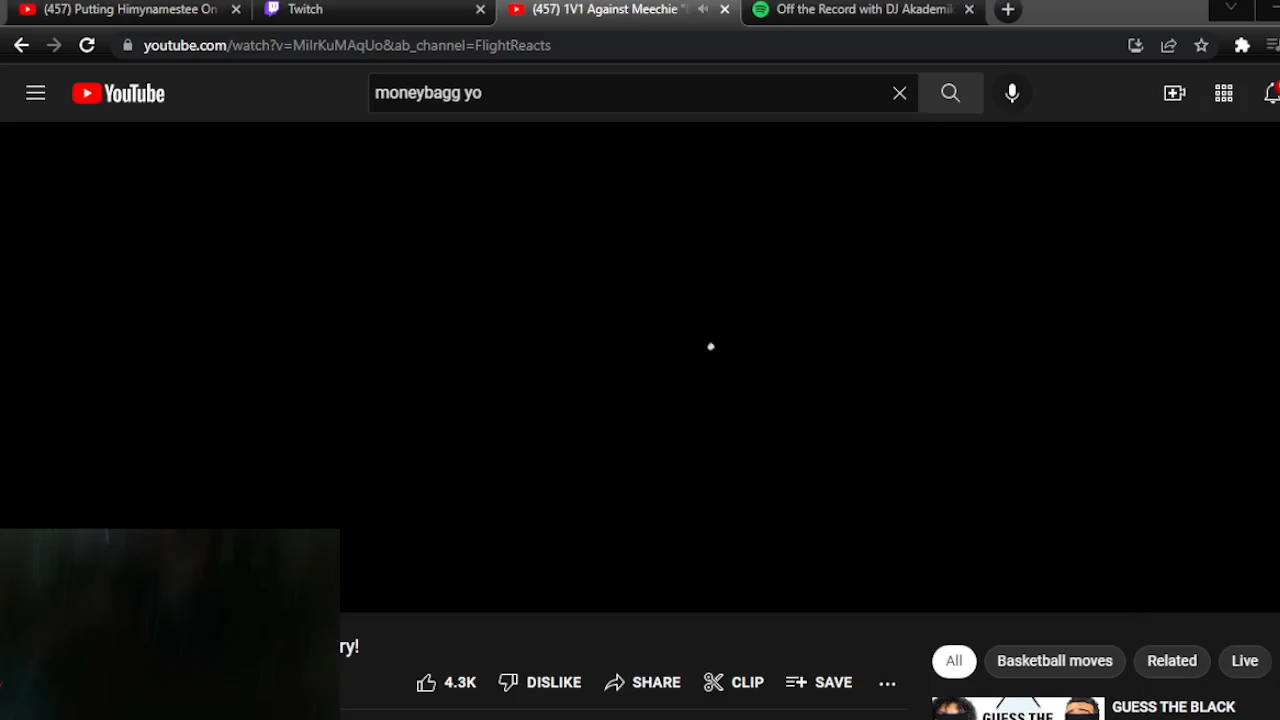 (457) Putting Himynamestee On
Twitch
(457) 1V1 Against Meechie "
Off the Record with DJ Akademik
youtube.com/watch?v=MilrKuMAqUo&ab_channel=FlightReacts
YouTube
moneybagg yo
ry!
4.3K
DISLIKE
SHARE
CLIP
SAVE
All
Basketball moves
Related
Live
GUESS THE
GUESS THE BLACK